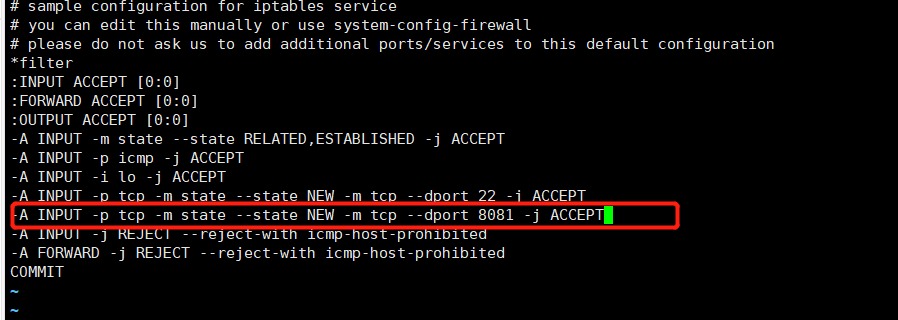 # sample configuration for iptables service
# you can edit this manually or use system-config-firewall
# please do not ask us to add additional ports/services to this default configuration
*filter
:INPUT ACCEPT [0:0]
:FORWARD ACCEPT [0:0]
:OUTPUT ACCEPT [0:0]
-A INPUT -m state --state RELATED,ESTABLISHED -j ACCEPT
-A INPUT -p icmp -j ACCEPT
-A INPUT -i lo -j ACCEPT
-A INPUT -p tcp -m state --state NEW -m tcp --dport 22 -j ACCEPT
-A INPUT -p tcp -m state --state NEW -m tcp --dport 8081 -j ACCEPT
-A INPUT -j REJECT --reject-with icmp-host-prohibited
-A FORWARD -j REJECT --reject-with icmp-host-prohibited
COMMIT
~
~